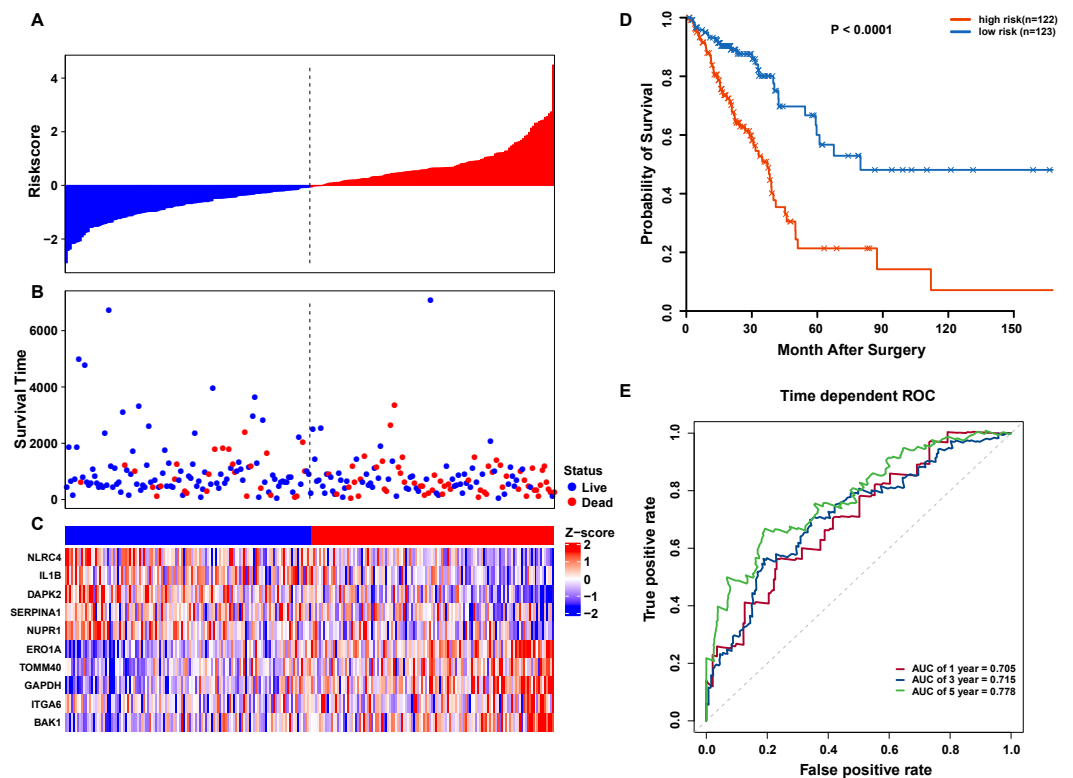 A
Riskscore
4
2
0
−2
B
Survival Time
6000
4000
2000
0
Status
Live
Dead
C
Z−score
2
1
0
−1
−2
NLRC4
IL1B
DAPK2
SERPINA1
NUPR1
ERO1A
TOMM40
GAPDH
ITGA6
BAK1
D
P < 0.0001
high risk(n=122)
low risk (n=123)
Probability of Survival
1.0
0.8
0.6
0.4
0.2
0.0
0 30 60 90 120 150
Month After Surgery
E
Time dependent ROC
True positive rate
1.0
0.8
0.6
0.4
0.2
0.0
AUC of 1 year = 0.705
AUC of 3 year = 0.715
AUC of 5 year = 0.778
0.0 0.2 0.4 0.6 0.8 1.0
False positive rate